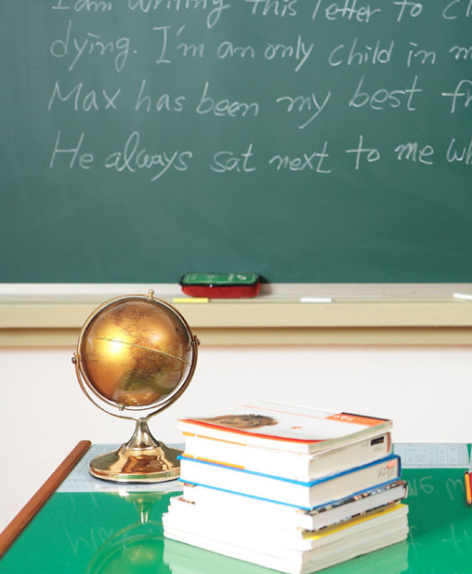 I am writing this letter to
dying. I'm an only child in
Max has been my best
He always sat next to me